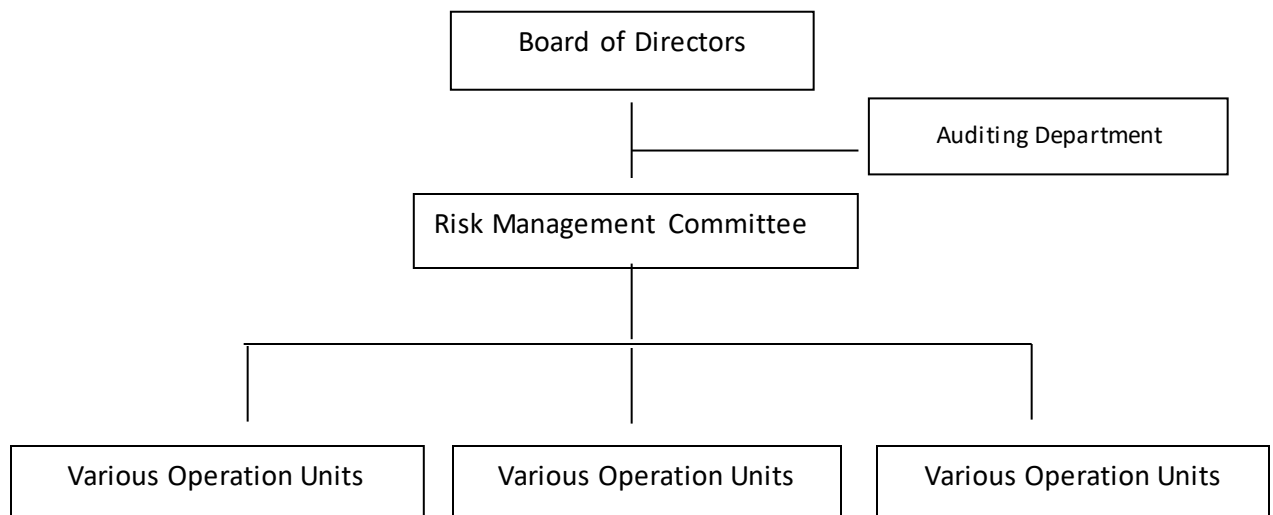 Board of Directors
Auditing Department
Risk Management Committee
Various Operation Units
Various Operation Units
Various Operation Units